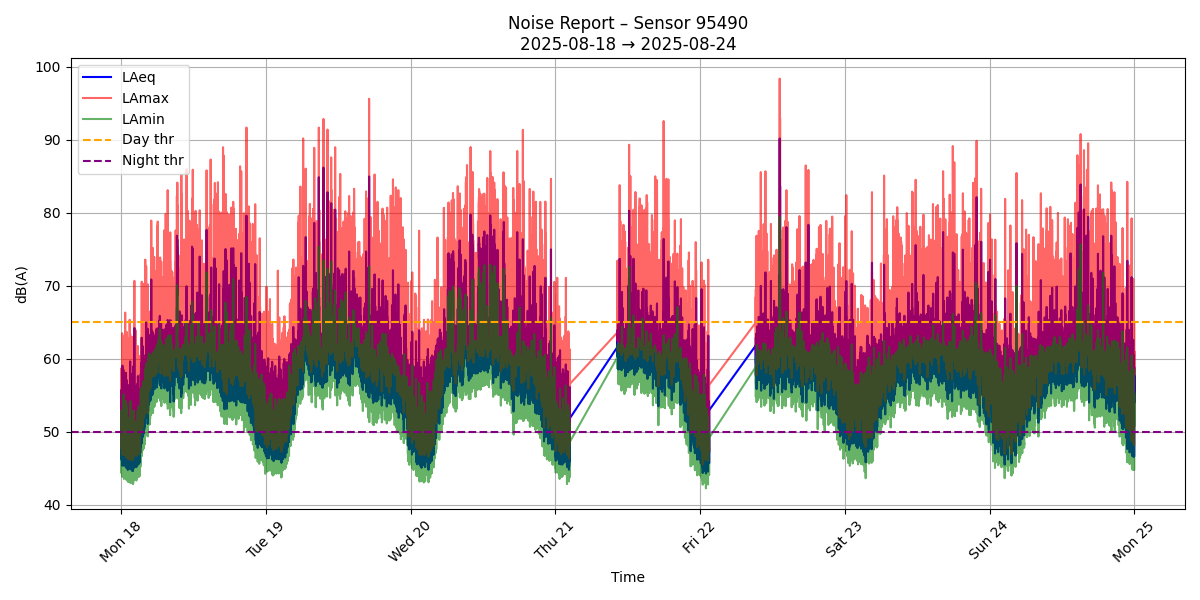 Noise Report – Sensor 95490
2025-08-18 → 2025-08-24
100
90
80
70
60
50
40
dB(A)
LAeq
LAmax
LAmin
Day thr
Night thr
Mon 18
Tue 19
Wed 20
Thu 21
Fri 22
Sat 23
Sun 24
Mon 25
Time